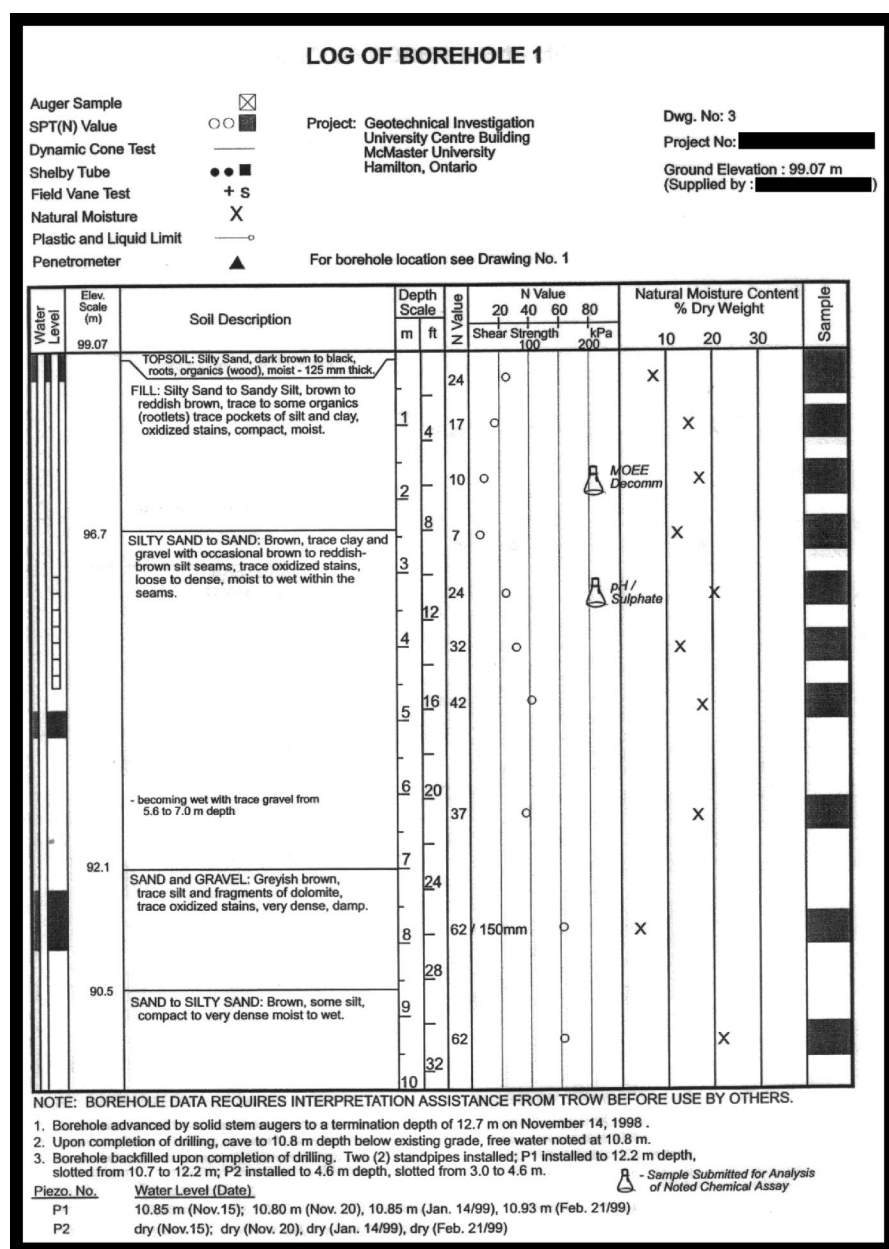 LOG OF BOREHOLE 1
Auger Sample
SPT(N) Value
Dynamic Cone Test
Shelby Tube
Field Vane Test + s
Natural Moisture X
Plastic and Liquid Limit
Penetrometer
Project: Geotechnical Investigation
University Centre Building
McMaster University
Hamilton, Ontario
For borehole location see Drawing No. 1
Dwg. No: 3
Project No:
Ground Elevation : 99.07 m
(Supplied by : )
Water Level
Elev. Scale (m)
99.07
Soil Description
Depth Scale
m ft
N Value
N Value
20 40 60 80
Shear Strength kPa
100 200
Natural Moisture Content
% Dry Weight
10 20 30
Sample
TOPSOIL: Silty Sand, dark brown to black,
roots, organics (wood), moist - 125 mm thick.
FILL: Silty Sand to Sandy Silt, brown to
reddish brown, trace to some organics
(rootlets) trace pockets of silt and clay,
oxidized stains, compact, moist.
24
1 4 17
10 MOEE
Decomm
2
8
96.7
7
SILTY SAND to SAND: Brown, trace clay and
gravel with occasional brown to reddish-
brown silt seams, trace oxidized stains,
loose to dense, moist to wet within the
seams.
3
24 pH /
Sulphate
12
4 32
16 42
5
6 20
- becoming wet with trace gravel from
5.6 to 7.0 m depth
37
7
92.1
SAND and GRAVEL: Greyish brown,
trace silt and fragments of dolomite,
trace oxidized stains, very dense, damp.
24
8 62 / 150mm
28
90.5
SAND to SILTY SAND: Brown, some silt,
compact to very dense moist to wet.
9
62
32
10
NOTE: BOREHOLE DATA REQUIRES INTERPRETATION ASSISTANCE FROM TROW BEFORE USE BY OTHERS.
1. Borehole advanced by solid stem augers to a termination depth of 12.7 m on November 14, 1998 .
2. Upon completion of drilling, cave to 10.8 m depth below existing grade, free water noted at 10.8 m.
3. Borehole backfilled upon completion of drilling. Two (2) standpipes installed; P1 installed to 12.2 m depth,
slotted from 10.7 to 12.2 m; P2 installed to 4.6 m depth, slotted from 3.0 to 4.6 m.
- Sample Submitted for Analysis
of Noted Chemical Assay
Piezo. No. Water Level (Date)
P1 10.85 m (Nov.15); 10.80 m (Nov. 20), 10.85 m (Jan. 14/99), 10.93 m (Feb. 21/99)
P2 dry (Nov.15); dry (Nov. 20), dry (Jan. 14/99), dry (Feb. 21/99)